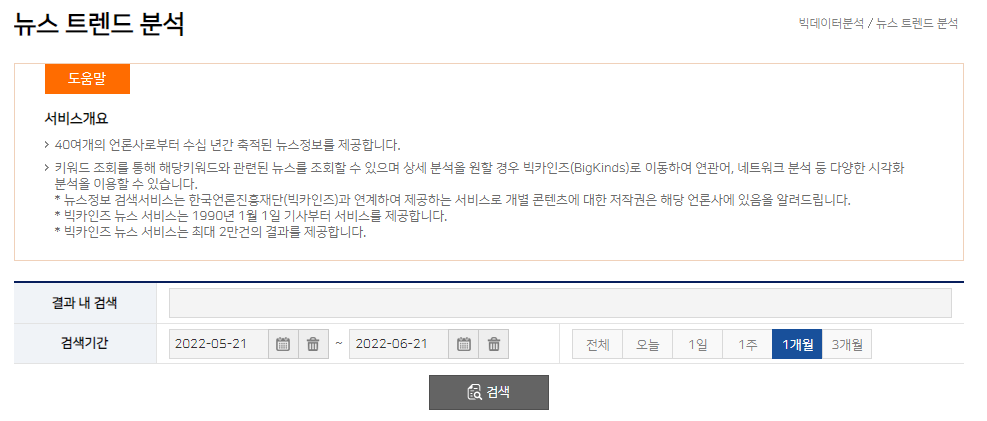 뉴스 트렌드 분석
빅데이터분석 / 뉴스 트렌드 분석
도움말
서비스개요
40여개의 언론사로부터 수십 년간 축적된 뉴스정보를 제공합니다.
키워드 조회를 통해 해당키워드와 관련된 뉴스를 조회할 수 있으며 상세 분석을 원할 경우 빅카인즈(BigKinds)로 이동하여 연관어, 네트워크 분석 등 다양한 시각화
분석을 이용할 수 있습니다.
* 뉴스정보 검색서비스는 한국언론진흥재단(빅카인즈)과 연계하여 제공하는 서비스로 개별 콘텐츠에 대한 저작권은 해당 언론사에 있음을 알려드립니다.
* 빅카인즈 뉴스 서비스는 1990년 1월 1일 기사부터 서비스를 제공합니다.
* 빅카인즈 뉴스 서비스는 최대 2만건의 결과를 제공합니다.
결과 내 검색
검색기간 2022-05-21 ~ 2022-06-21 전체 오늘 1일 1주 1개월 3개월
검색